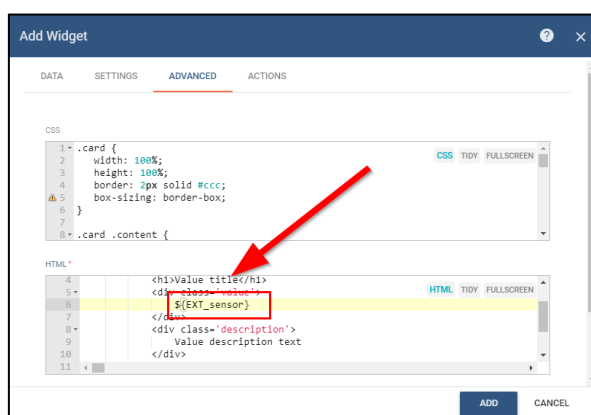 Add Widget ? ×
DATA SETTINGS ADVANCED ACTIONS
CSS
CSS TIDY FULLSCREEN
1 .card {
2 width: 100%;
3 height: 100%;
4 border: 2px solid #ccc;
5 box-sizing: border-box;
6 }
7
8 .card .content {
HTML*
HTML TIDY FULLSCREEN
4 <h1>Value title</h1>
5 <div class='value'>
6 ${EXT_sensor}
7 </div>
8 <div class='description'>
9 Value description text
10 </div>
11
ADD CANCEL